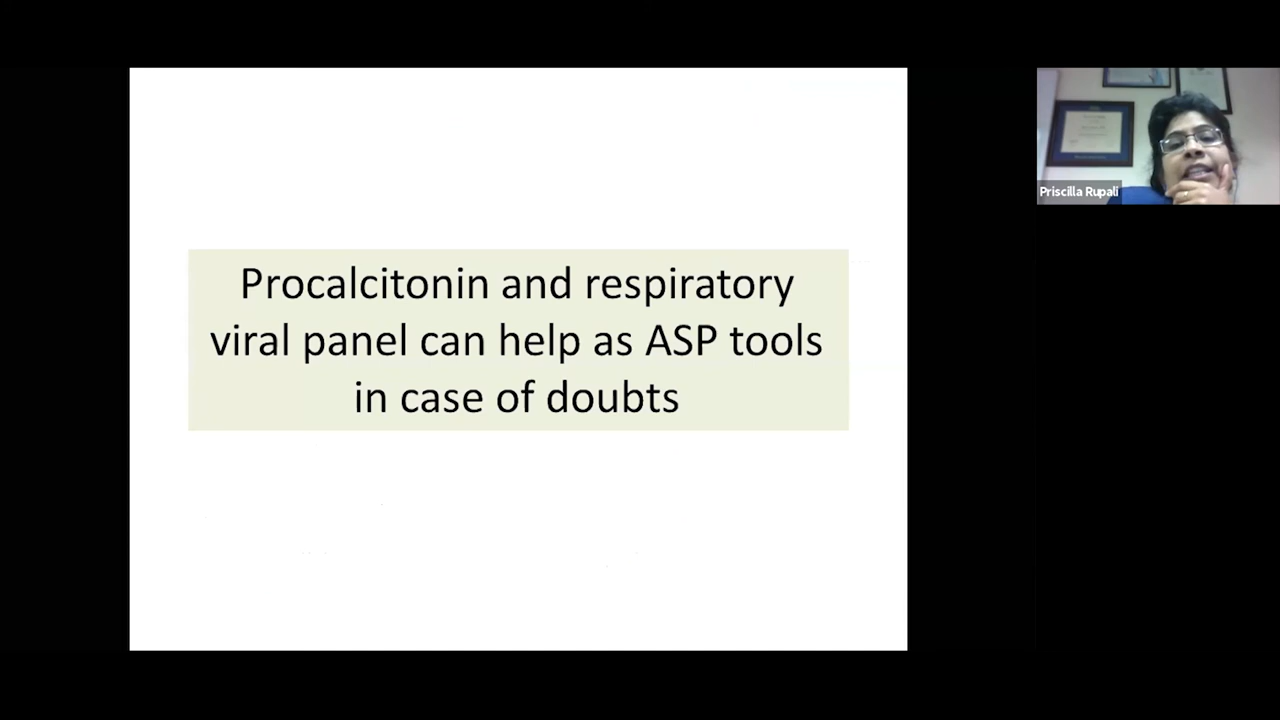 Procalcitonin and respiratory
viral panel can help as ASP tools
in case of doubts
Priscilla Rupali